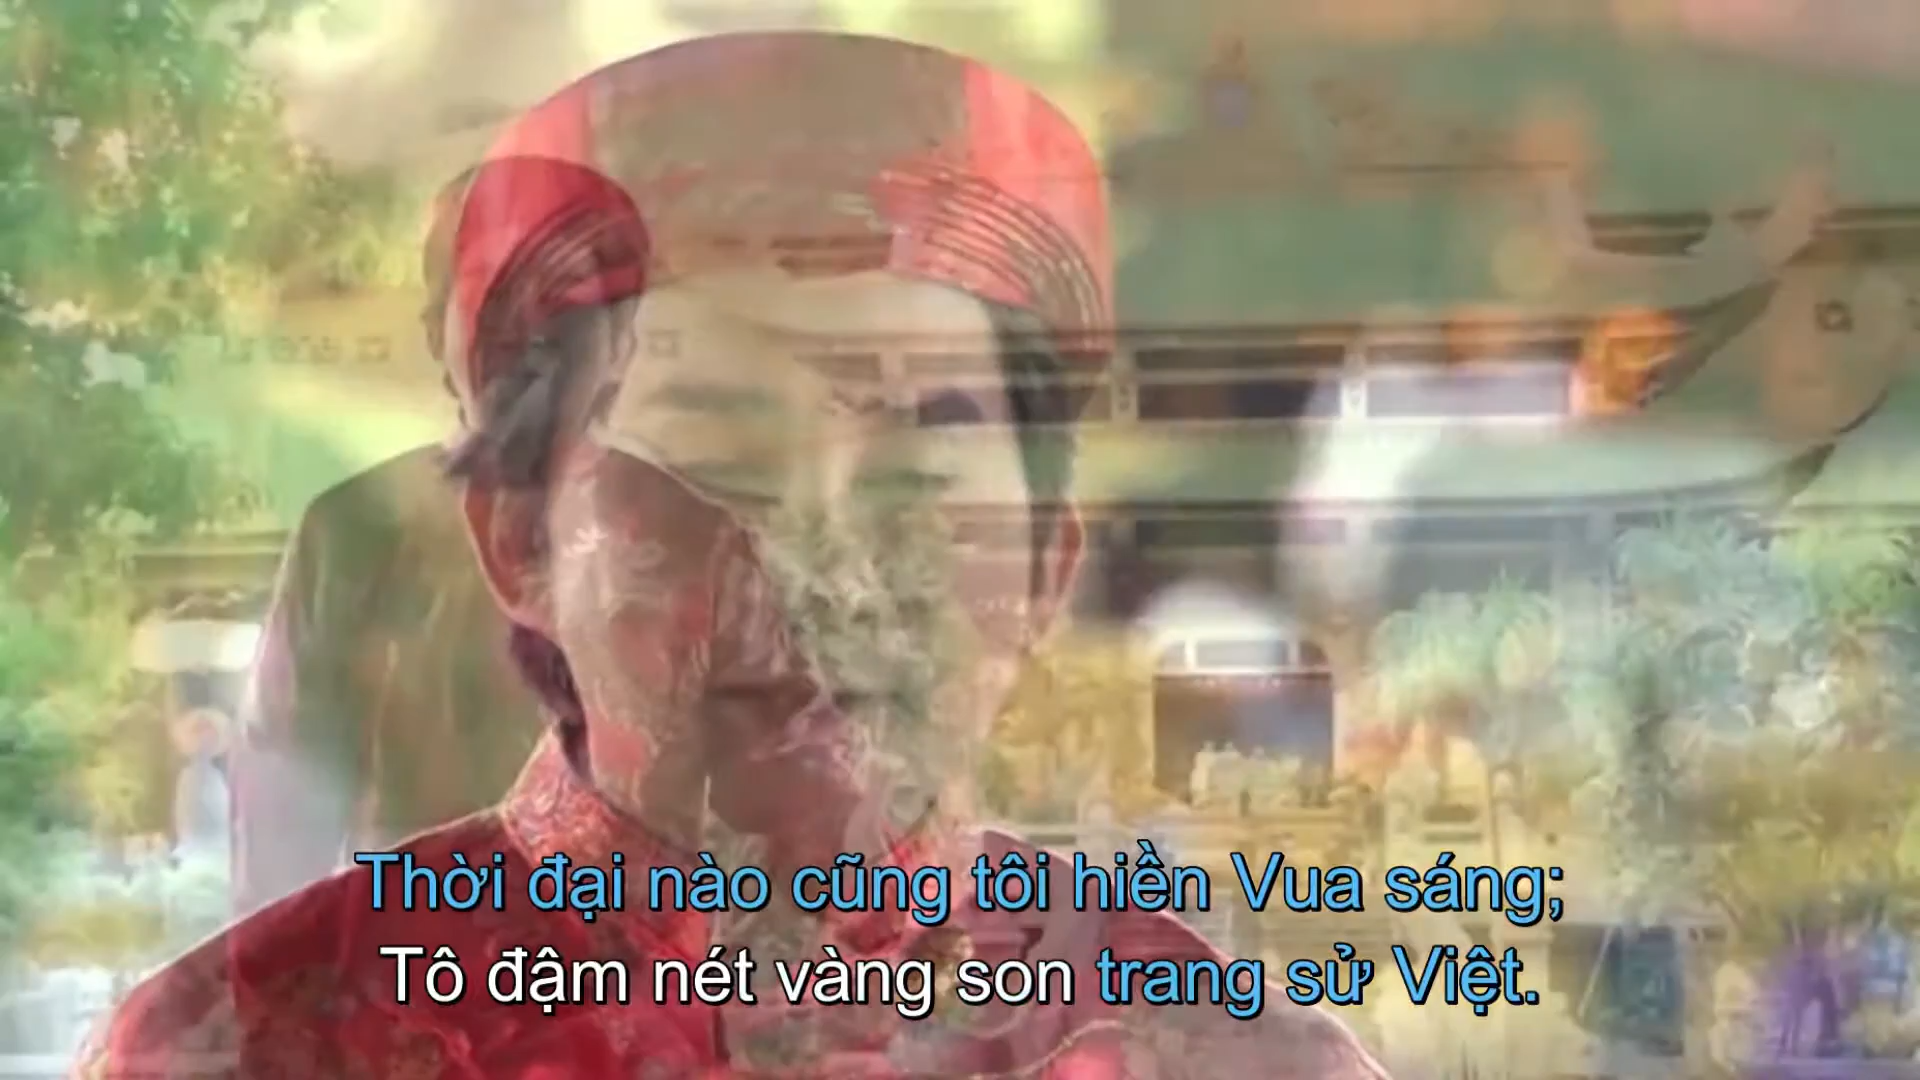 Thời đại nào cũng tôi hiền Vua sáng;
Tô đậm nét vàng son trang sử Việt.